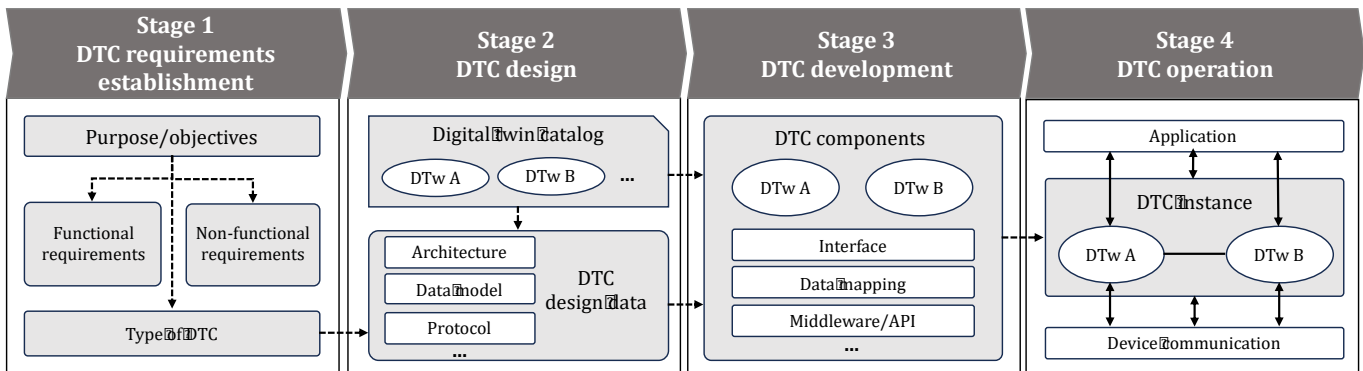 Stage 1
DTC requirements
establishment
Stage 2
DTC design
Stage 3
DTC development
Stage 4
DTC operation
Purpose/objectives
Functional
requirements
Non-functional
requirements
Type of DTC
Digital twin catalog
DTw A
DTw B
...
Architecture
Data model
Protocol
...
DTC
design data
DTC components
DTw A
DTw B
Interface
Data mapping
Middleware/API
...
Application
DTC instance
DTw A
DTw B
Device communication